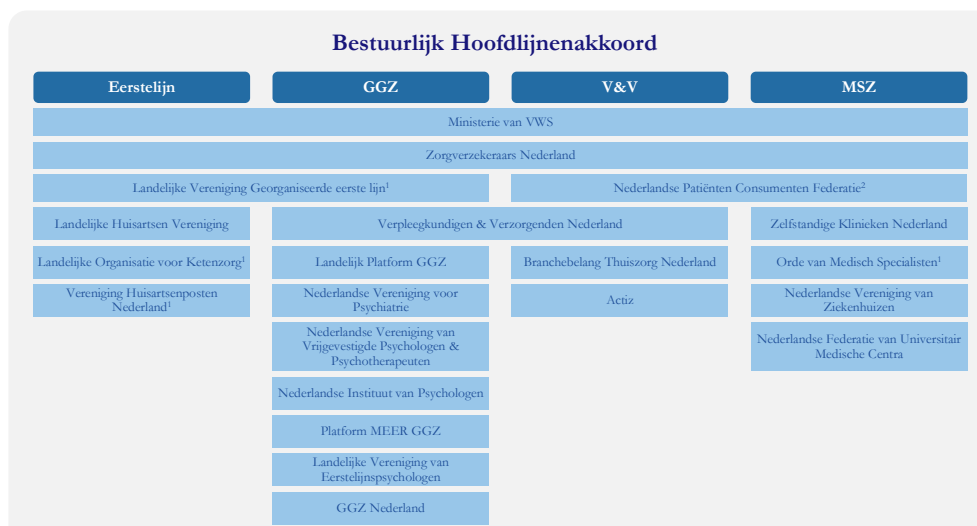 Bestuurlijk Hoofdlijnenakkoord
Eerstelijn
GGZ
V&V
MSZ
Ministerie van VWS
Zorgverzekeraars Nederland
Landelijke Vereniging Georganiseerde eerste lijn¹
Nederlandse Patiënten Consumenten Federatie²
Landelijke Huisartsen Vereniging
Verpleegkundigen & Verzorgenden Nederland
Zelfstandige Klinieken Nederland
Landelijke Organisatie voor Ketenzorg¹
Landelijk Platform GGZ
Branchebelang Thuiszorg Nederland
Orde van Medisch Specialisten¹
Vereniging Huisartsenposten
Nederland¹
Nederlandse Vereniging voor
Psychiatrie
Actiz
Nederlandse Vereniging van
Ziekenhuizen
Nederlandse Vereniging van
Vrijgevestigde Psychologen &
Psychotherapeuten
Nederlandse Federatie van Universitair
Medische Centra
Nederlandse Instituut van Psychologen
Platform MEER GGZ
Landelijke Vereniging van
Eerstelijnspsychologen
GGZ Nederland